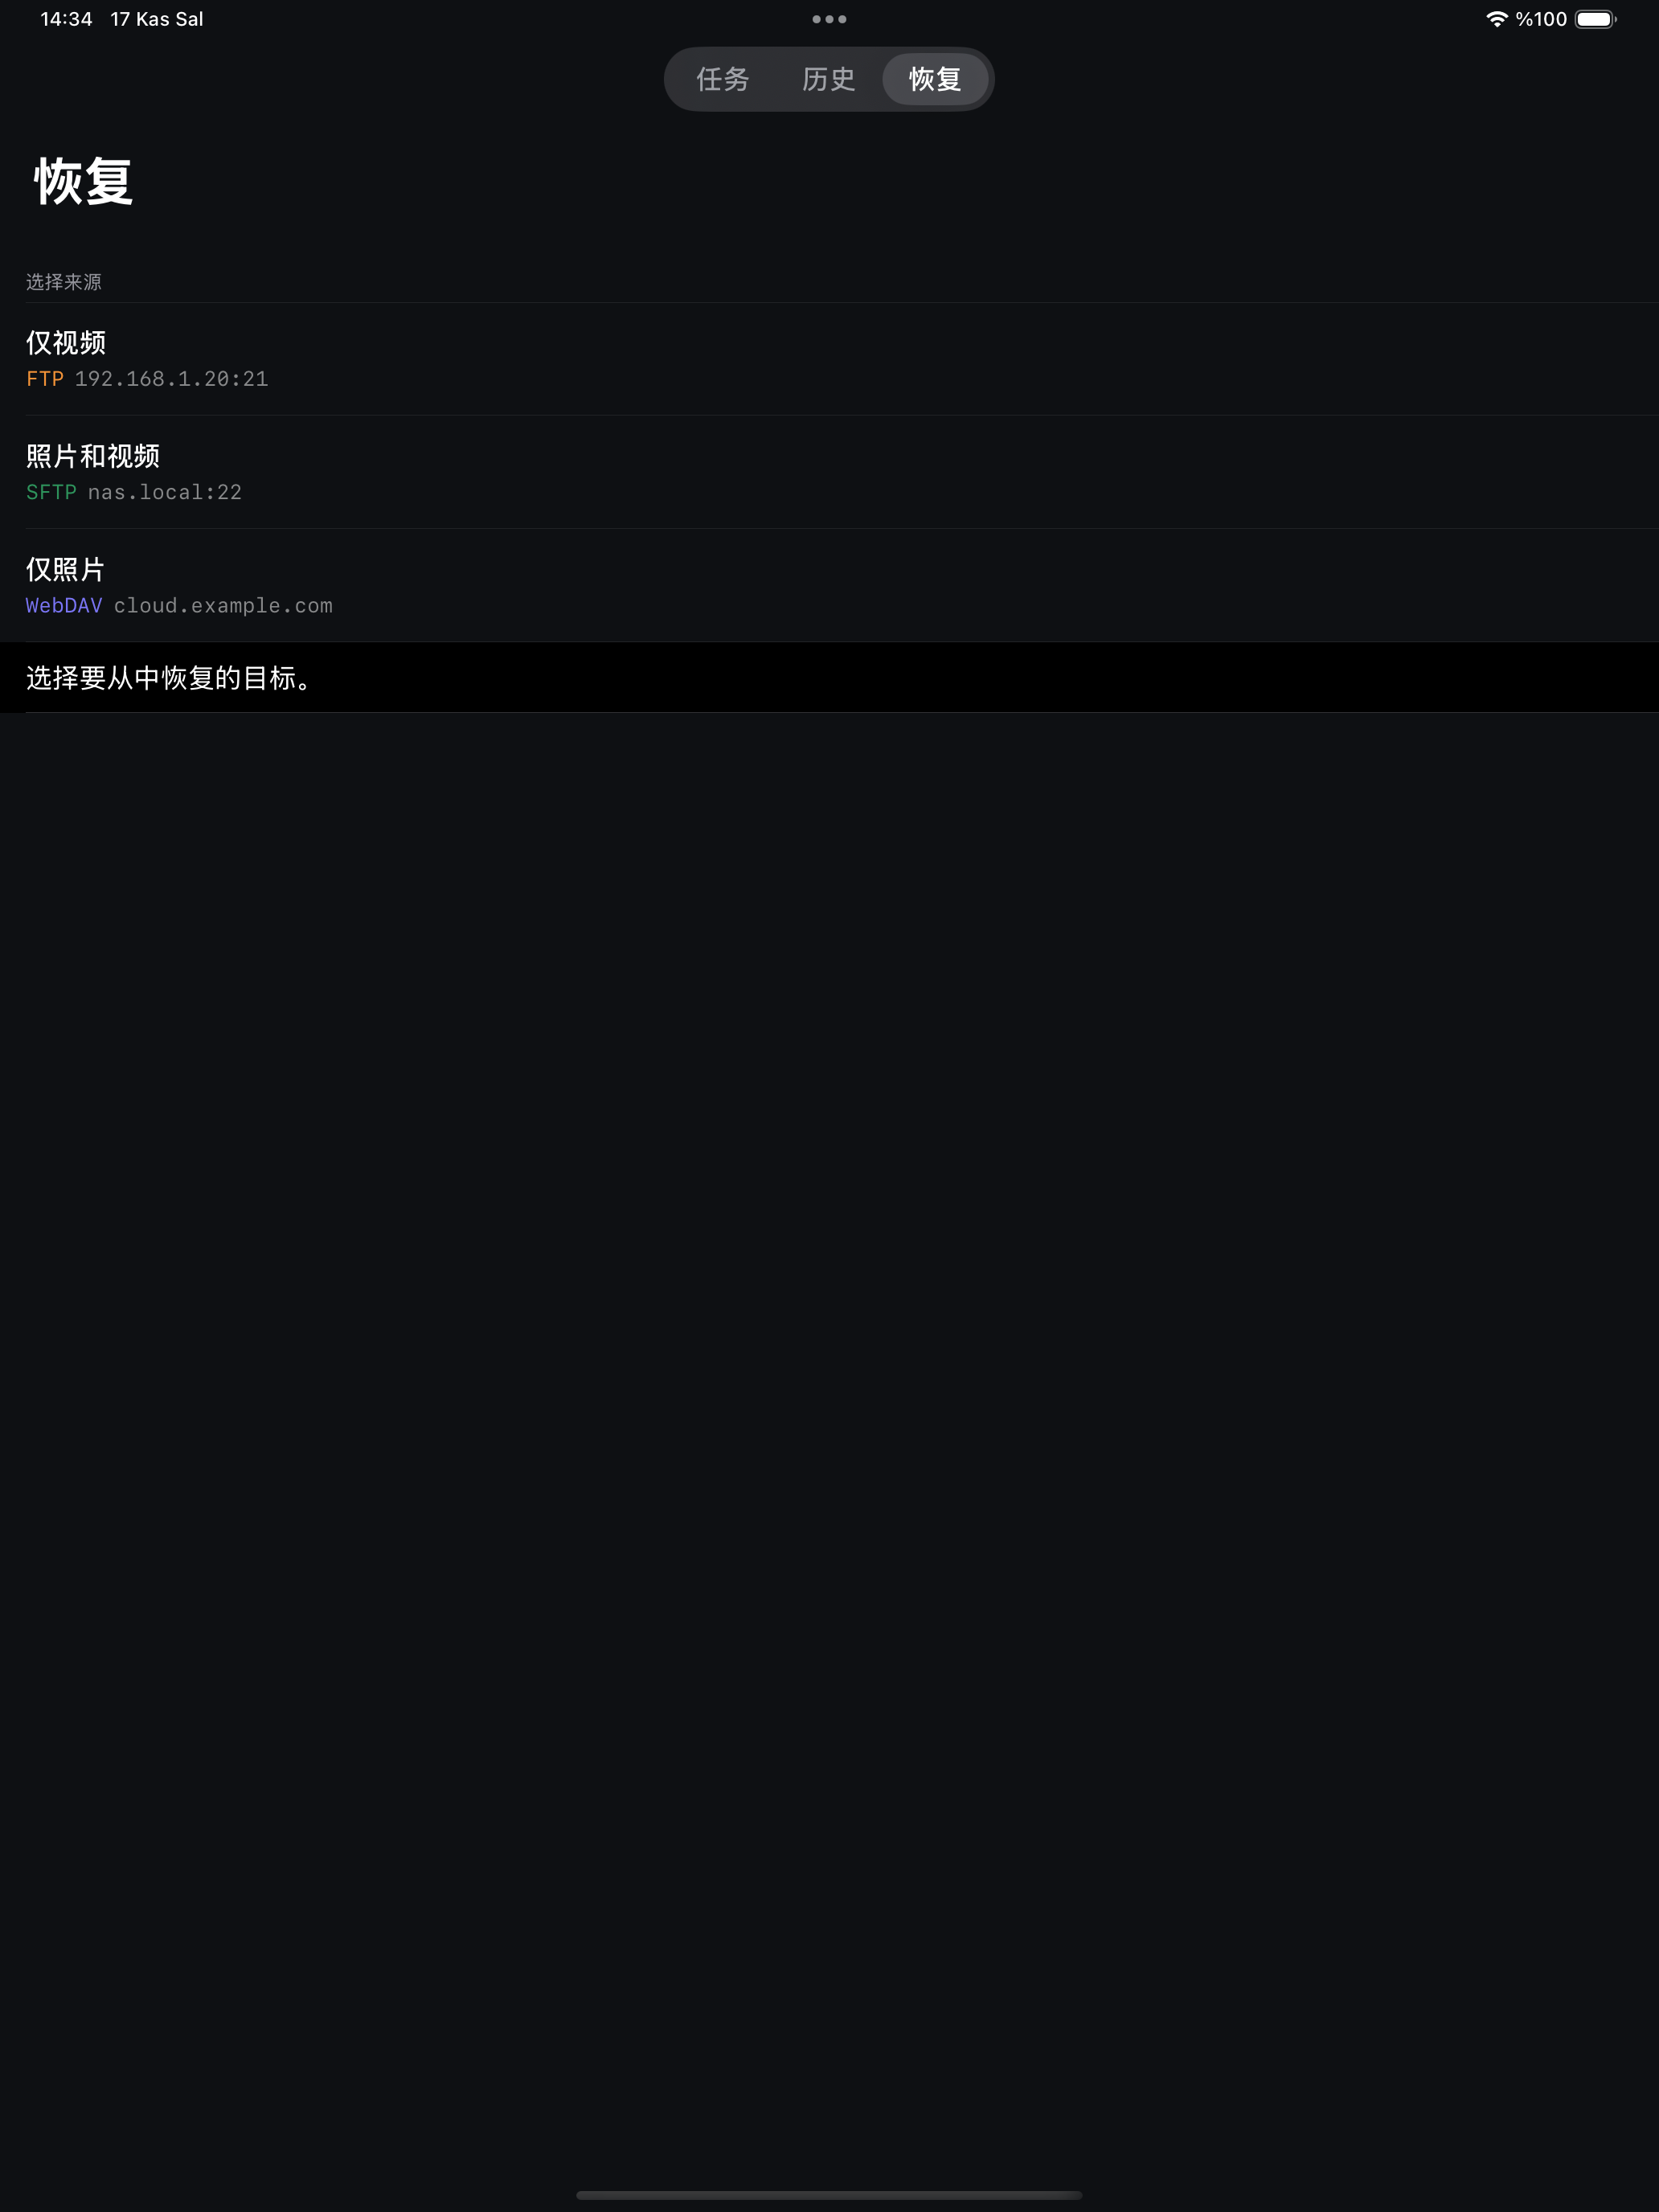 14:34 17 Kas Sal
%100
任务 历史 恢复
恢复
选择来源
仅视频
FTP 192.168.1.20:21
照片和视频
SFTP nas.local:22
仅照片
WebDAV cloud.example.com
选择要从中恢复的目标。